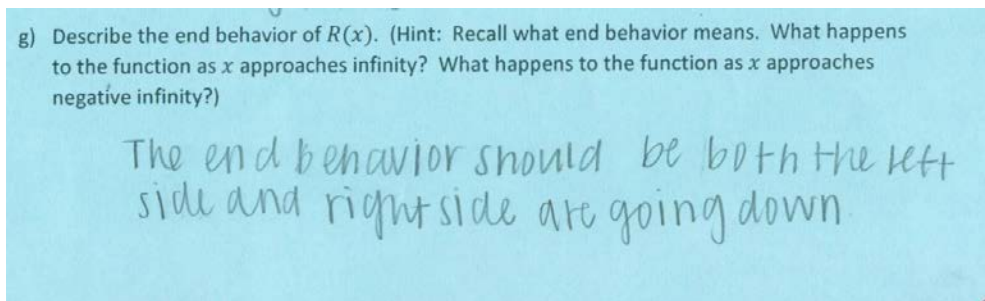 g) Describe the end behavior of R(x). (Hint: Recall what end behavior means. What happens
to the function as x approaches infinity? What happens to the function as x approaches
negative infinity?)
The end behavior should be both the left
side and right side are going down